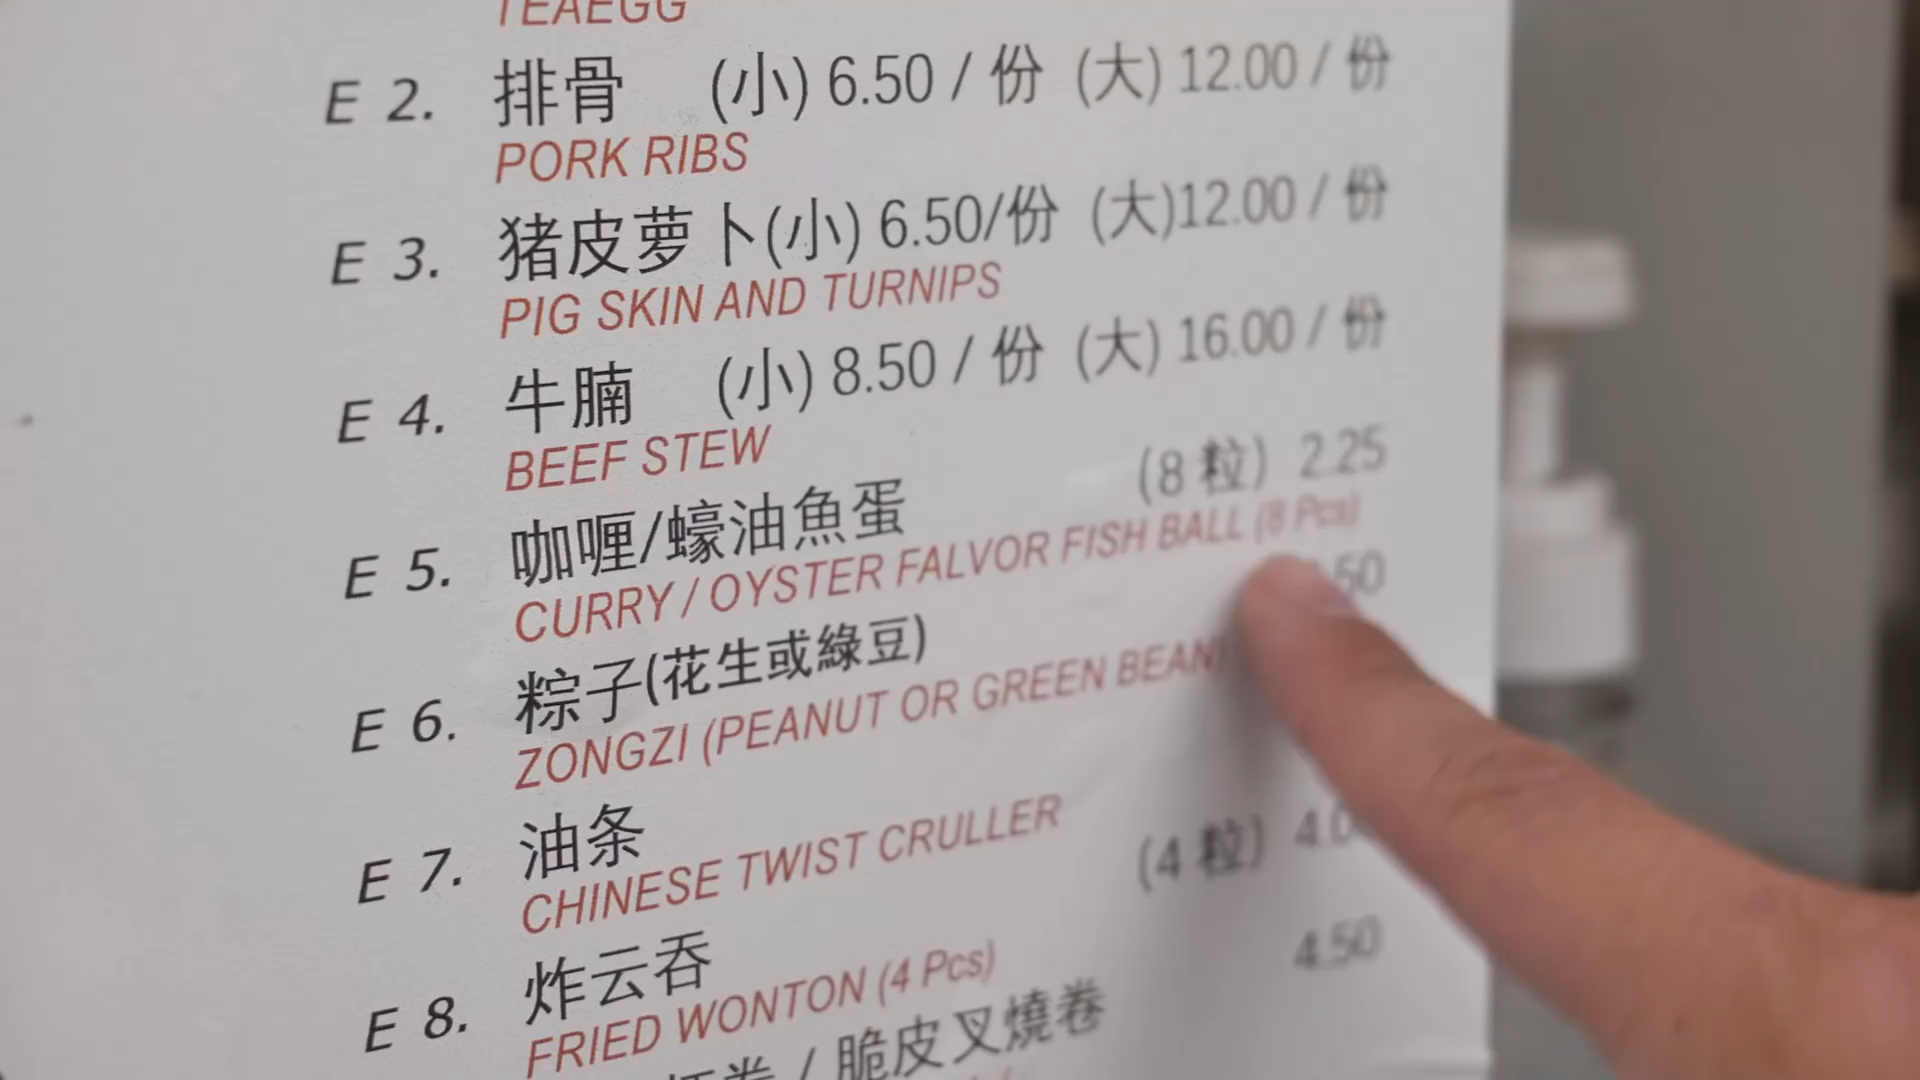 TEAEGG
E 2. 排骨 (小) 6.50 / 份 (大) 12.00 / 份
PORK RIBS
E 3. 猪皮萝卜(小) 6.50/份 (大)12.00 / 份
PIG SKIN AND TURNIPS
E 4. 牛腩 (小) 8.50 / 份 (大) 16.00 / 份
BEEF STEW
E 5. 咖喱/蠔油魚蛋 (8 粒) 2.25
CURRY / OYSTER FALVOR FISH BALL (8 Pcs)
E 6. 粽子(花生或綠豆) .50
ZONGZI (PEANUT OR GREEN BEAN)
E 7. 油条
CHINESE TWIST CRULLER
E 8. 炸云吞 (4 粒) 4.0
FRIED WONTON (4 Pcs)
卷 / 脆皮叉燒卷 4.50